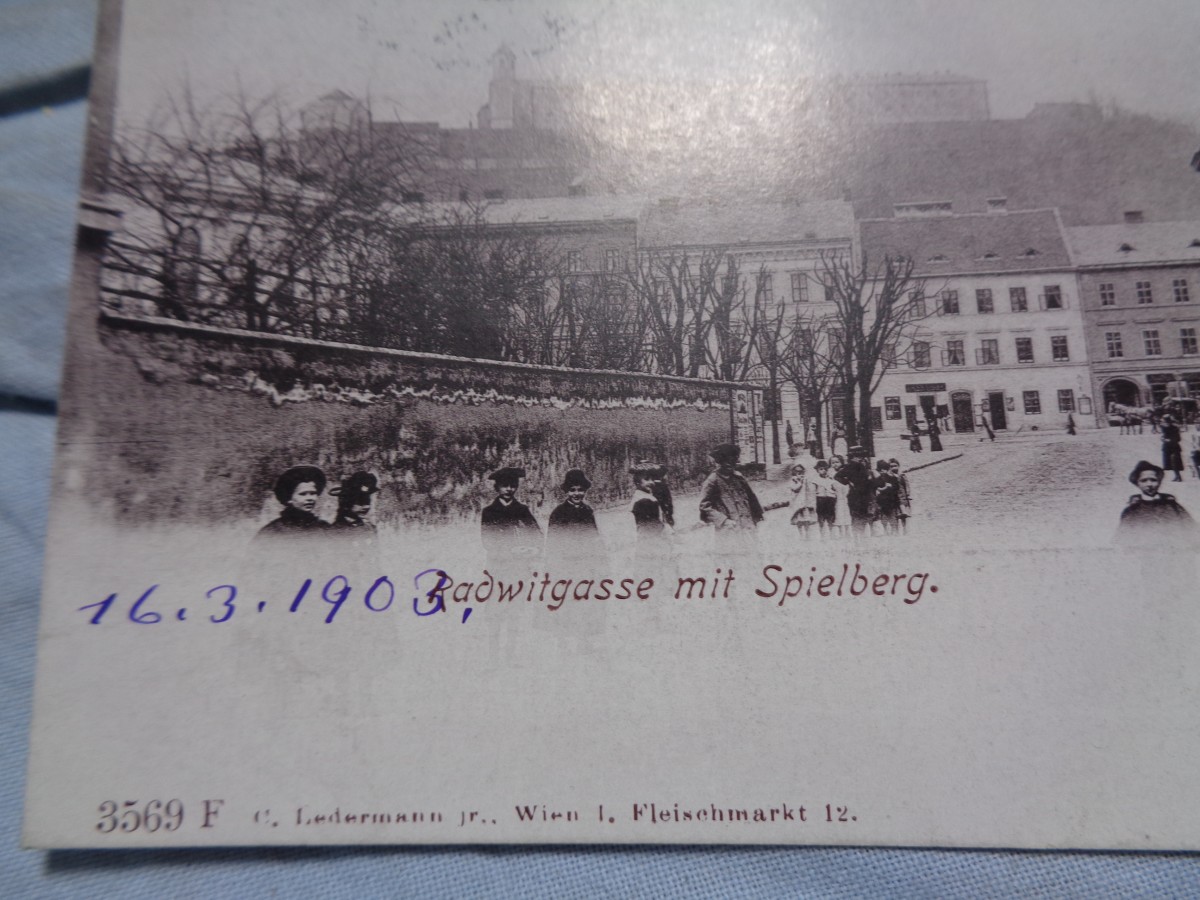 Radwitgasse mit Spielberg.
16.3.1903,
3569 F C. Ledermann jr., Wien I. Fleischmarkt 12.